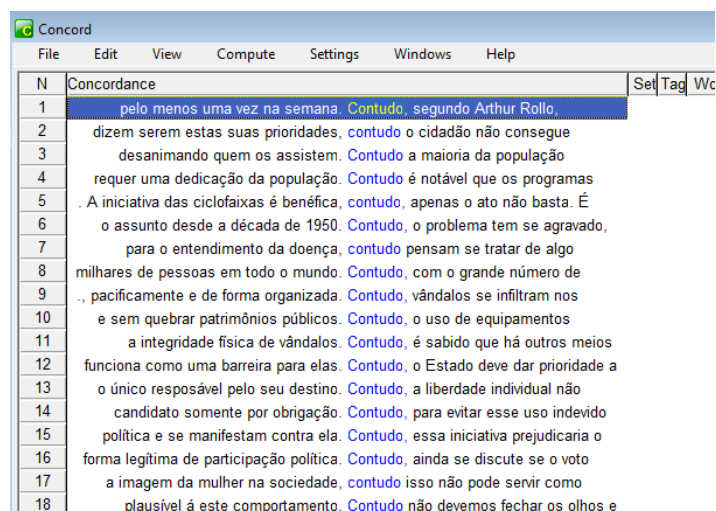 Concord
File Edit View Compute Settings Windows Help
N Concordance Set Tag Wo
1 pelo menos uma vez na semana. Contudo, segundo Arthur Rollo,
2 dizem serem estas suas prioridades, contudo o cidadão não consegue
3 desanimando quem os assistem. Contudo a maioria da população
4 requer uma dedicação da população. Contudo é notável que os programas
5 . A iniciativa das ciclofaixas é benéfica, contudo, apenas o ato não basta. É
6 o assunto desde a década de 1950. Contudo, o problema tem se agravado,
7 para o entendimento da doença, contudo pensam se tratar de algo
8 milhares de pessoas em todo o mundo. Contudo, com o grande número de
9 ., pacificamente e de forma organizada. Contudo, vândalos se infiltram nos
10 e sem quebrar patrimônios públicos. Contudo, o uso de equipamentos
11 a integridade física de vândalos. Contudo, é sabido que há outros meios
12 funciona como uma barreira para elas. Contudo, o Estado deve dar prioridade a
13 o único resposável pelo seu destino. Contudo, a liberdade individual não
14 candidato somente por obrigação. Contudo, para evitar esse uso indevido
15 política e se manifestam contra ela. Contudo, essa iniciativa prejudicaria o
16 forma legítima de participação política. Contudo, ainda se discute se o voto
17 a imagem da mulher na sociedade, contudo isso não pode servir como
18 plausível á este comportamento. Contudo não devemos fechar os olhos e